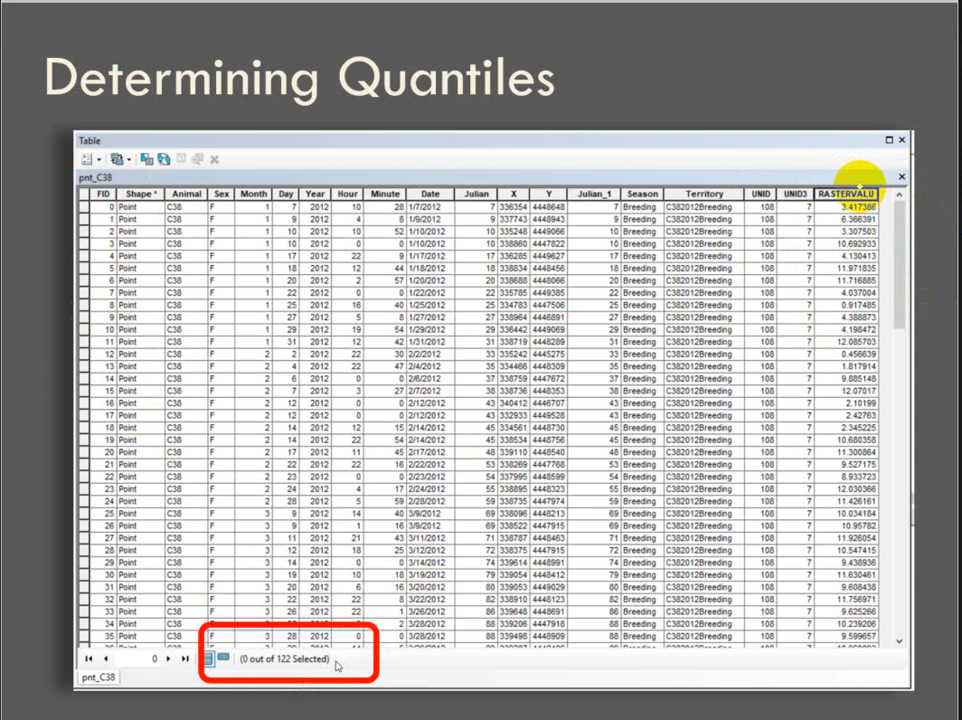 Determining Quantiles
Table
pnt_C38
FID Shape * Animal Sex Month Day Year Hour Minute Date Julian X Y Julian_1 Season Territory UNID UNID3 RASTERVALU
0 Point C38 F 1 7 2012 10 28 1/7/2012 7 336354 4448648 7 Breeding C382012Breeding 108 7 3.417386
1 Point C38 F 1 9 2012 4 8 1/9/2012 9 337743 4448943 9 Breeding C382012Breeding 108 7 6.366391
2 Point C38 F 1 10 2012 10 52 1/10/2012 10 335248 4449066 10 Breeding C382012Breeding 108 7 3.307503
3 Point C38 F 1 10 2012 0 0 1/10/2012 10 338860 4447822 10 Breeding C382012Breeding 108 7 10.692933
4 Point C38 F 1 17 2012 22 9 1/17/2012 17 336285 4449627 17 Breeding C382012Breeding 108 7 4.130413
5 Point C38 F 1 18 2012 12 44 1/18/2012 18 338834 4448456 18 Breeding C382012Breeding 108 7 11.971835
6 Point C38 F 1 20 2012 2 57 1/20/2012 20 338688 4448066 20 Breeding C382012Breeding 108 7 11.716885
7 Point C38 F 1 22 2012 0 0 1/22/2012 22 335785 4449385 22 Breeding C382012Breeding 108 7 4.037004
8 Point C38 F 1 25 2012 16 40 1/25/2012 25 334783 4447506 25 Breeding C382012Breeding 108 7 0.917485
9 Point C38 F 1 27 2012 5 8 1/27/2012 27 338964 4446891 27 Breeding C382012Breeding 108 7 4.388873
10 Point C38 F 1 29 2012 19 54 1/29/2012 29 336442 4449069 29 Breeding C382012Breeding 108 7 4.198472
11 Point C38 F 1 31 2012 12 42 1/31/2012 31 338719 4448289 31 Breeding C382012Breeding 108 7 12.085703
12 Point C38 F 2 2 2012 22 30 2/2/2012 33 335242 4445275 33 Breeding C382012Breeding 108 7 0.456639
13 Point C38 F 2 4 2012 22 47 2/4/2012 35 334466 4448309 35 Breeding C382012Breeding 108 7 1.817914
14 Point C38 F 2 6 2012 0 0 2/6/2012 37 338759 4447672 37 Breeding C382012Breeding 108 7 9.885148
15 Point C38 F 2 7 2012 3 27 2/7/2012 38 338736 4448353 38 Breeding C382012Breeding 108 7 12.07017
16 Point C38 F 2 12 2012 0 0 2/12/2012 43 340412 4446707 43 Breeding C382012Breeding 108 7 2.10199
17 Point C38 F 2 12 2012 0 0 2/12/2012 43 332933 4449528 43 Breeding C382012Breeding 108 7 2.42763
18 Point C38 F 2 14 2012 12 15 2/14/2012 45 334561 4448730 45 Breeding C382012Breeding 108 7 2.345225
19 Point C38 F 2 14 2012 22 54 2/14/2012 45 338534 4448756 45 Breeding C382012Breeding 108 7 10.680358
20 Point C38 F 2 17 2012 11 45 2/17/2012 48 339110 4448540 48 Breeding C382012Breeding 108 7 11.300864
21 Point C38 F 2 22 2012 22 16 2/22/2012 53 338269 4447768 53 Breeding C382012Breeding 108 7 9.527175
22 Point C38 F 2 23 2012 0 0 2/23/2012 54 337995 4448599 54 Breeding C382012Breeding 108 7 8.933723
23 Point C38 F 2 24 2012 4 17 2/24/2012 55 338895 4448323 55 Breeding C382012Breeding 108 7 12.030366
24 Point C38 F 2 28 2012 5 59 2/28/2012 59 338735 4447974 59 Breeding C382012Breeding 108 7 11.426161
25 Point C38 F 3 9 2012 14 40 3/9/2012 69 338096 4448213 69 Breeding C382012Breeding 108 7 10.034184
26 Point C38 F 3 9 2012 1 16 3/9/2012 69 338522 4447915 69 Breeding C382012Breeding 108 7 10.95782
27 Point C38 F 3 11 2012 21 43 3/11/2012 71 338787 4448463 71 Breeding C382012Breeding 108 7 11.926054
28 Point C38 F 3 12 2012 18 25 3/12/2012 72 338375 4447915 72 Breeding C382012Breeding 108 7 10.547415
29 Point C38 F 3 14 2012 0 0 3/14/2012 74 339614 4448991 74 Breeding C382012Breeding 108 7 9.438936
30 Point C38 F 3 19 2012 10 18 3/19/2012 79 339054 4448412 79 Breeding C382012Breeding 108 7 11.630461
31 Point C38 F 3 20 2012 6 16 3/20/2012 80 339053 4449029 80 Breeding C382012Breeding 108 7 9.608438
32 Point C38 F 3 22 2012 22 8 3/22/2012 82 338910 4448123 82 Breeding C382012Breeding 108 7 11.756971
33 Point C38 F 3 26 2012 22 1 3/26/2012 86 339648 4448691 86 Breeding C382012Breeding 108 7 9.625266
34 Point C38 2 3/28/2012 88 339206 4447918 88 Breeding C382012Breeding 108 7 10.239206
35 Point C38 F 3 28 2012 0 0 3/28/2012 88 339498 4448909 88 Breeding C382012Breeding 108 7 9.599657
0 (0 out of 122 Selected)
pnt_C38